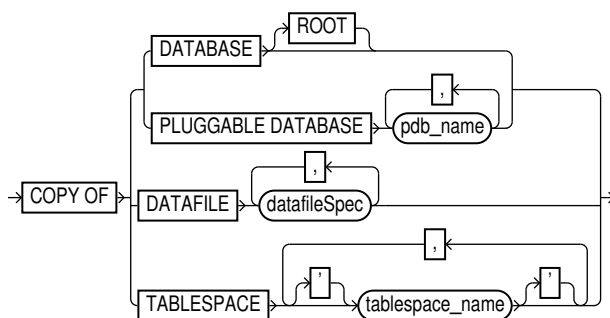 ROOT
DATABASE
,
PLUGGABLE DATABASE pdb_name
,
COPY OF DATAFILE datafileSpec
,
' '
TABLESPACE tablespace_name